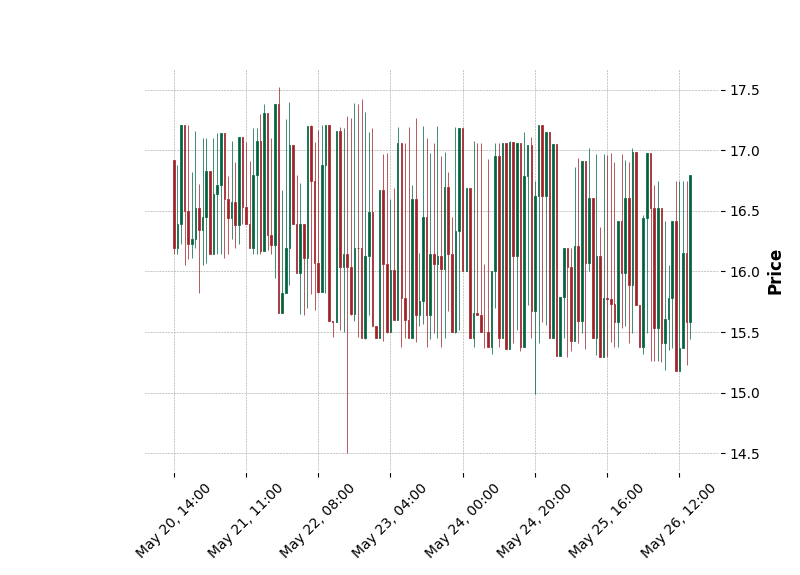 17.5
17.0
16.5
16.0
15.5
15.0
14.5
Price
May 20, 14:00
May 21, 11:00
May 22, 08:00
May 23, 04:00
May 24, 00:00
May 24, 20:00
May 25, 16:00
May 26, 12:00